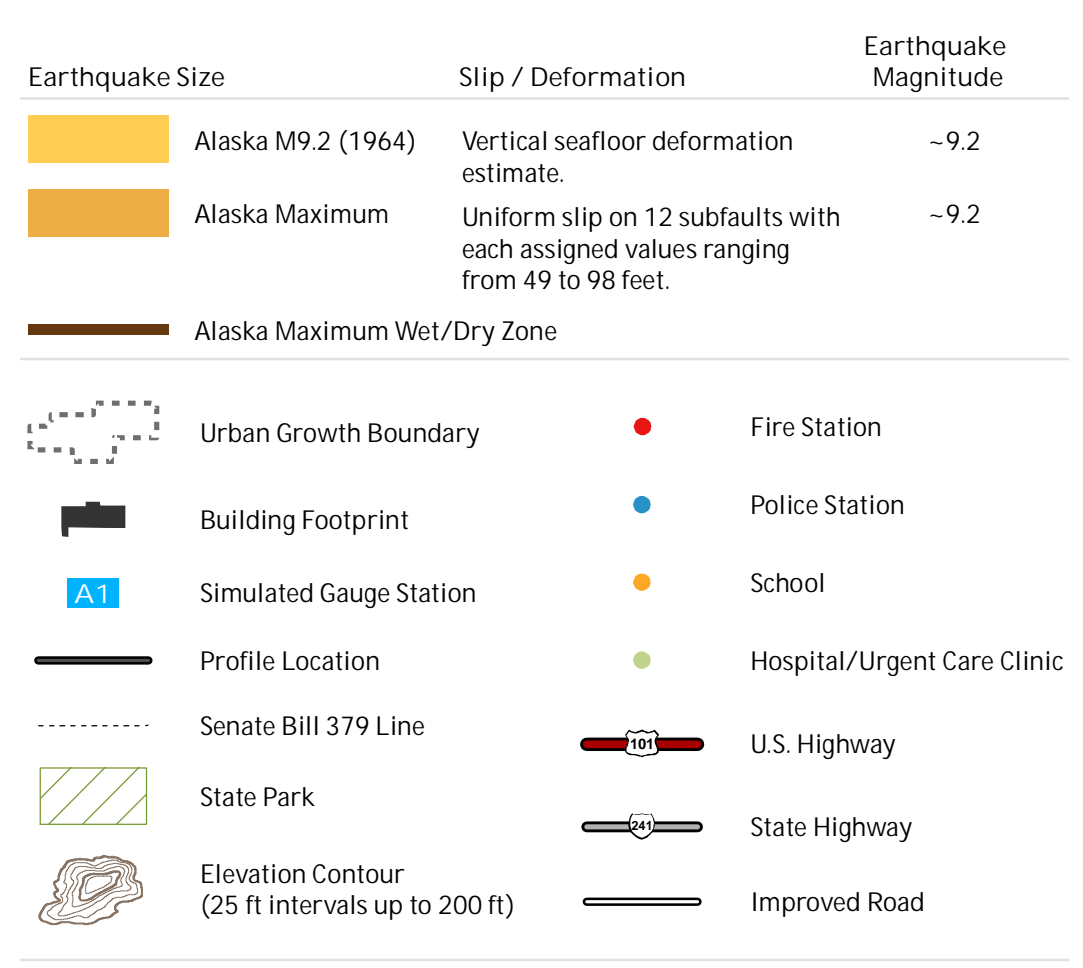 Earthquake Size Slip / Deformation Earthquake
Magnitude
Alaska M9.2 (1964) Vertical seafloor deformation ~9.2
estimate.
Alaska Maximum Uniform slip on 12 subfaults with ~9.2
each assigned values ranging
from 49 to 98 feet.
Alaska Maximum Wet/Dry Zone
Urban Growth Boundary Fire Station
Building Footprint Police Station
A1 Simulated Gauge Station School
Profile Location Hospital/Urgent Care Clinic
Senate Bill 379 Line 101 U.S. Highway
State Park 241 State Highway
Elevation Contour
(25 ft intervals up to 200 ft) Improved Road